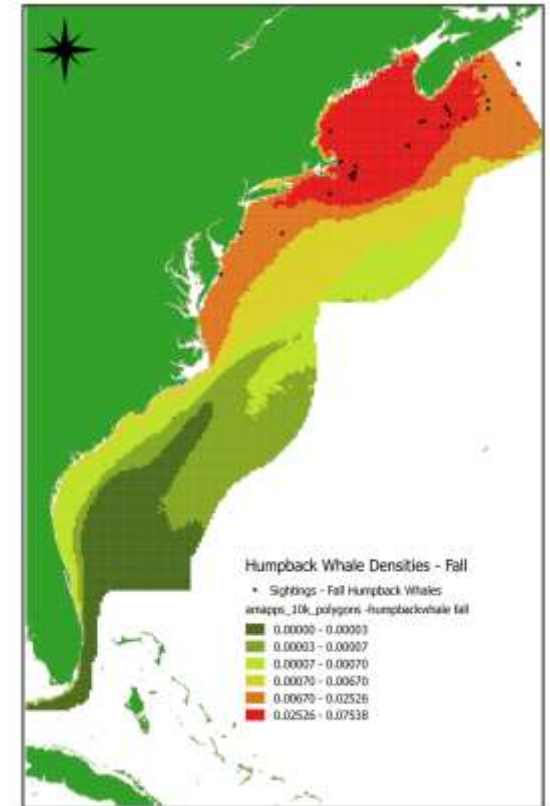 Humpback Whale Densities - Fall
Sightings - Fall Humpback Whales
amapps_10k_polygons -humpbackwhale fall
0.00000 - 0.00003
0.00003 - 0.00007
0.00007 - 0.00070
0.00070 - 0.00670
0.00670 - 0.02526
0.02526 - 0.07538